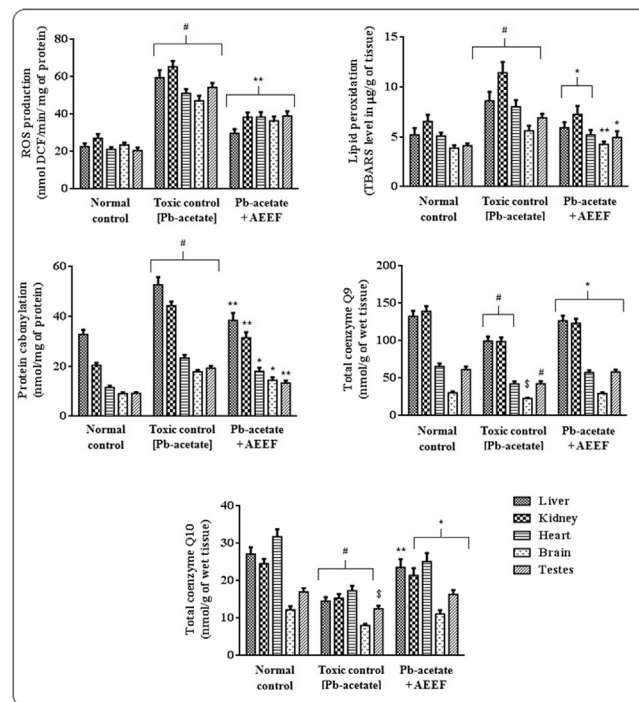 ROS production
(nmol DCF/min/ mg of protein)
80
60
40
20
0
#
**
Normal
control
Toxic control
[Pb-acetate]
Pb-acetate
+AEEF
Lipid peroxidation
(TBARS level in µg/g of tissue)
15
10
5
0
#
*
**
*
Normal
control
Toxic control
[Pb-acetate]
Pb-acetate
+AEEF
Protein cabonylation
(nmol/mg of protein)
60
40
20
0
#
**
**
*
*
**
Normal
control
Toxic control
[Pb-acetate]
Pb-acetate
+AEEF
Total coenzyme Q9
(nmol/g of wet tissue)
200
150
100
50
0
#
$
#
*
Normal
control
Toxic control
[Pb-acetate]
Pb-acetate
+AEEF
Total coenzyme Q10
(nmol/g of wet tissue)
40
30
20
10
0
#
$
**
*
Normal
control
Toxic control
[Pb-acetate]
Pb-acetate
+AEEF
Liver
Kidney
Heart
Brain
Testes